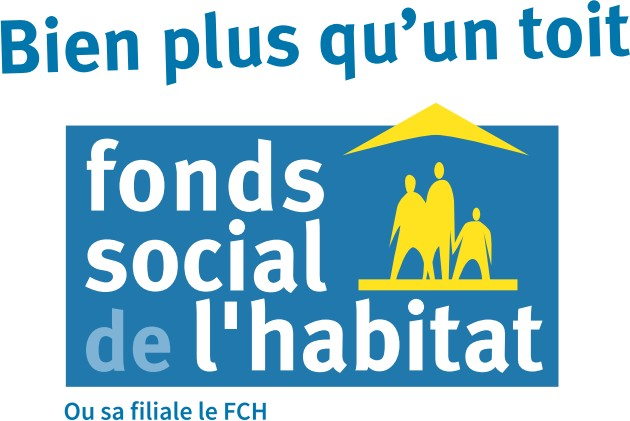 Bien plus qu’un toit
fonds
social
de l'habitat
Ou sa filiale le FCH